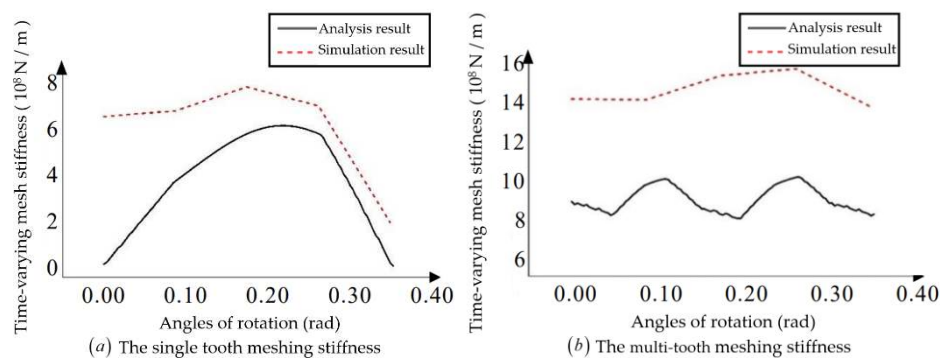 Analysis result
Simulation result
Time-varying mesh stiffness ( 10⁸ N / m )
8
6
4
2
0
0.00 0.10 0.20 0.30 0.40
Angles of rotation (rad)
(a) The single tooth meshing stiffness
Analysis result
Simulation result
Time-varying mesh stiffness ( 10⁸ N / m )
16
14
12
10
8
6
0.00 0.10 0.20 0.30 0.40
Angles of rotation (rad)
(b) The multi-tooth meshing stiffness